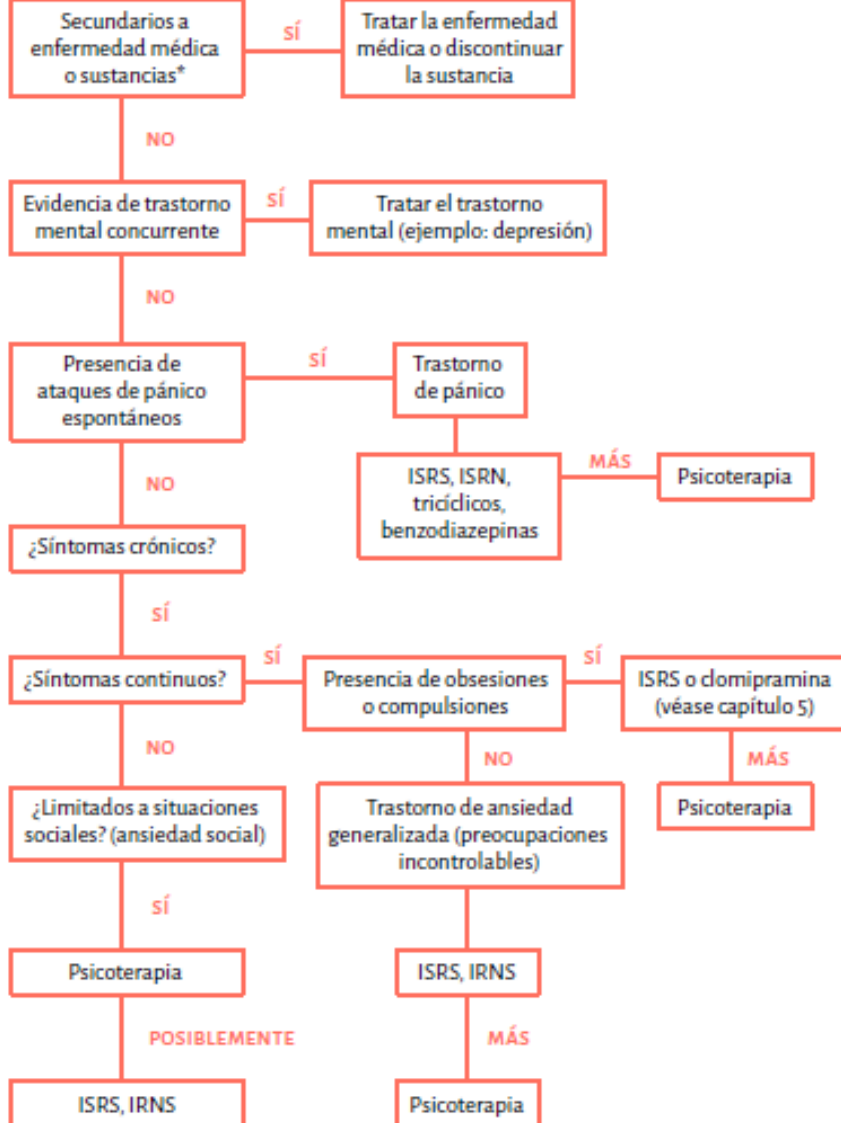 Secundarios a
enfermedad médica
o sustancias*
SÍ
Tratar la enfermedad
médica o discontinuar
la sustancia
NO
Evidencia de trastorno
mental concurrente
SÍ
Tratar el trastorno
mental (ejemplo: depresión)
NO
Presencia de
ataques de pánico
espontáneos
SÍ
Trastorno
de pánico
ISRS, ISRN,
tricíclicos,
benzodiazepinas
MÁS
Psicoterapia
NO
¿Síntomas crónicos?
SÍ
¿Síntomas continuos?
SÍ
Presencia de obsesiones
o compulsiones
SÍ
ISRS o clomipramina
(véase capítulo 5)
MÁS
Psicoterapia
NO
NO
¿Limitados a situaciones
sociales? (ansiedad social)
Trastorno de ansiedad
generalizada (preocupaciones
incontrolables)
SÍ
Psicoterapia
ISRS, IRNS
POSIBLEMENTE
MÁS
ISRS, IRNS
Psicoterapia